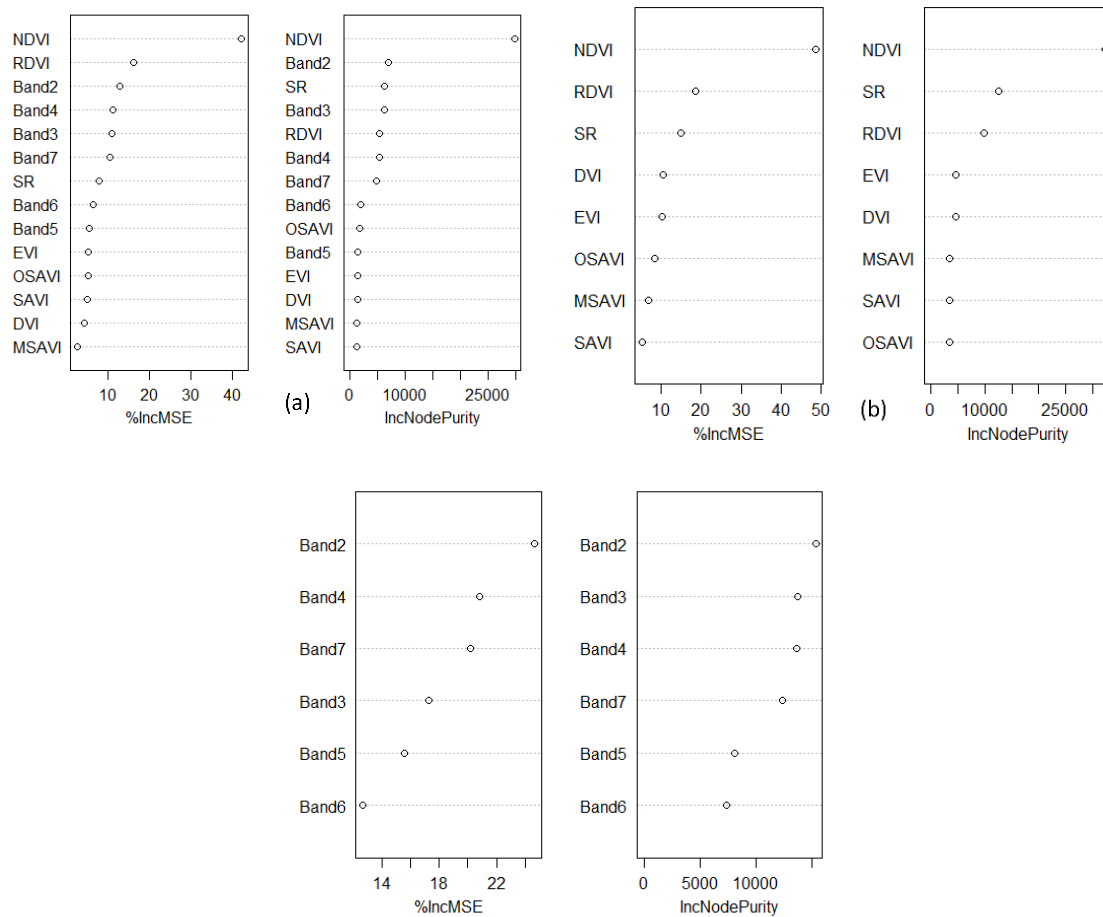 NDVI
RDVI
Band2
Band4
Band3
Band7
SR
Band6
Band5
EVI
OSAVI
SAVI
DVI
MSAVI
10 20 30 40
%IncMSE
NDVI
Band2
SR
Band3
RDVI
Band4
Band7
Band6
OSAVI
Band5
EVI
DVI
MSAVI
SAVI
0 10000 25000
IncNodePurity
(a)
NDVI
RDVI
SR
DVI
EVI
OSAVI
MSAVI
SAVI
10 20 30 40 50
%IncMSE
NDVI
SR
RDVI
EVI
DVI
MSAVI
SAVI
OSAVI
0 10000 25000
IncNodePurity
(b)
Band2
Band4
Band7
Band3
Band5
Band6
14 18 22
%IncMSE
Band2
Band3
Band4
Band7
Band5
Band6
0 5000 10000
IncNodePurity